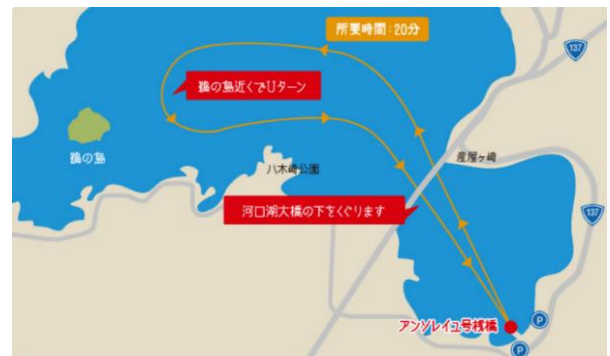 所要時間：20分
137
鵜の島近くでUターン
鵜の島
八木崎公園
産屋ヶ崎
河口湖大橋の下をくぐります
137
アンソレイユ号桟橋
P
P